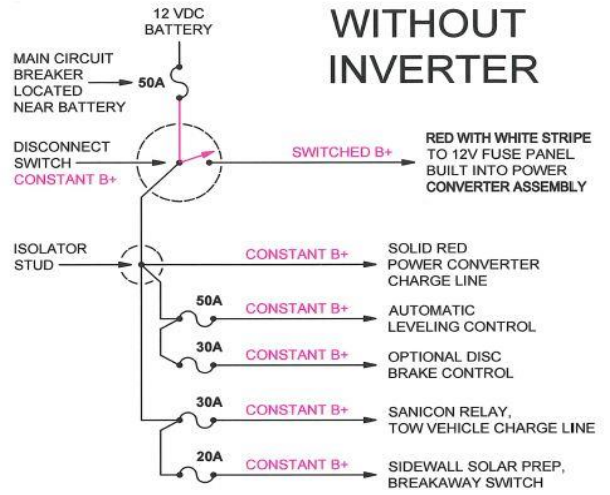 12 VDC
BATTERY
WITHOUT
INVERTER
MAIN CIRCUIT
BREAKER
LOCATED
NEAR BATTERY
50A
DISCONNECT
SWITCH
CONSTANT B+
SWITCHED B+
RED WITH WHITE STRIPE
TO 12V FUSE PANEL
BUILT INTO POWER
CONVERTER ASSEMBLY
ISOLATOR
STUD
CONSTANT B+
SOLID RED
POWER CONVERTER
CHARGE LINE
50A
CONSTANT B+
AUTOMATIC
LEVELING CONTROL
30A
CONSTANT B+
OPTIONAL DISC
BRAKE CONTROL
30A
CONSTANT B+
SANICON RELAY,
TOW VEHICLE CHARGE LINE
20A
CONSTANT B+
SIDEWALL SOLAR PREP,
BREAKAWAY SWITCH